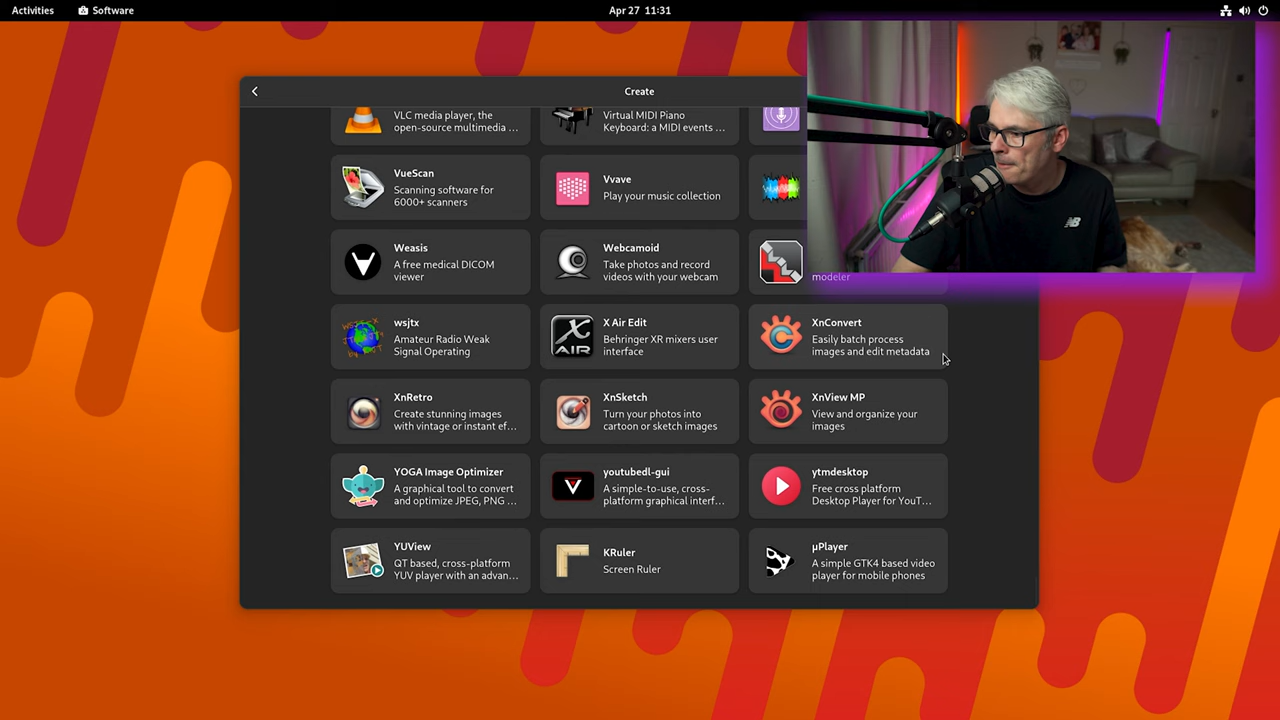 Activities
Software
Apr 27 11:31
Create
VLC media player, the
open-source multimedia ...
Virtual MIDI Piano
Keyboard: a MIDI events ...
VueScan
Scanning software for
6000+ scanners
Vvave
Play your music collection
Weasis
A free medical DICOM
viewer
Webcamoid
Take photos and record
videos with your webcam
modeler
wsjtx
Amateur Radio Weak
Signal Operating
X Air Edit
Behringer XR mixers user
interface
XnConvert
Easily batch process
images and edit metadata
XnRetro
Create stunning images
with vintage or instant ef...
XnSketch
Turn your photos into
cartoon or sketch images
XnView MP
View and organize your
images
YOGA Image Optimizer
A graphical tool to convert
and optimize JPEG, PNG ...
youtubedl-gui
A simple-to-use, cross-
platform graphical interf...
ytmdesktop
Free cross platform
Desktop Player for YouT...
YUView
QT based, cross-platform
YUV player with an advan...
KRuler
Screen Ruler
µPlayer
A simple GTK4 based video
player for mobile phones
X
AIR
NB